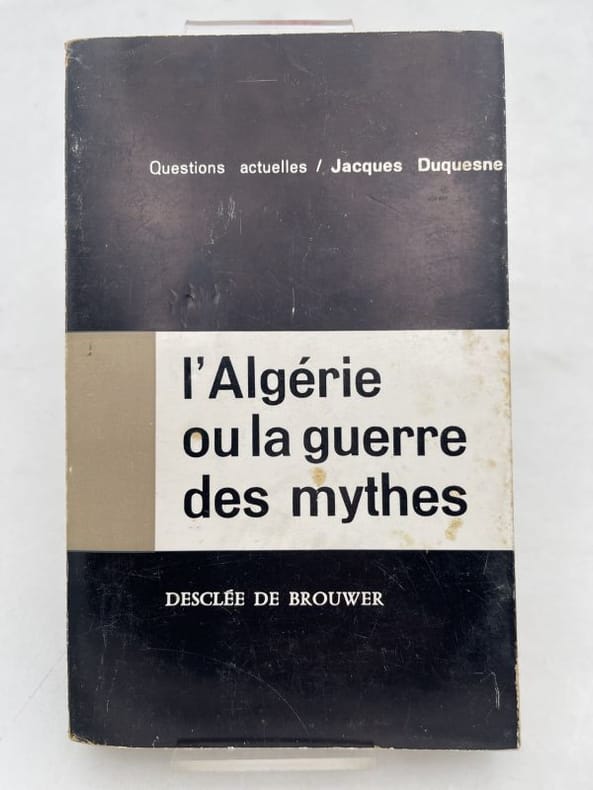 Questions actuelles / Jacques Duquesne
l'Algérie
ou la guerre
des mythes
DESCLÉE DE BROUWER